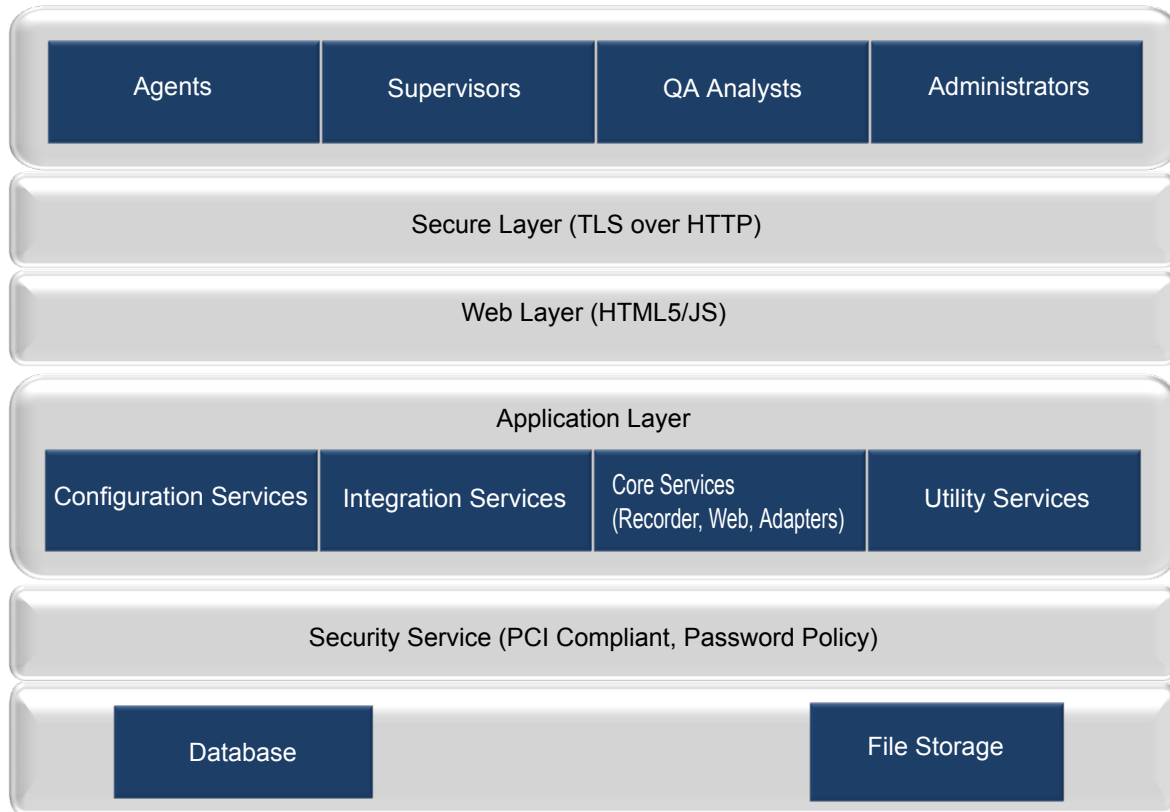 Agents
Supervisors
QA Analysts
Administrators
Secure Layer (TLS over HTTP)
Web Layer (HTML5/JS)
Application Layer
Configuration Services
Integration Services
Core Services
(Recorder, Web, Adapters)
Utility Services
Security Service (PCI Compliant, Password Policy)
Database
File Storage